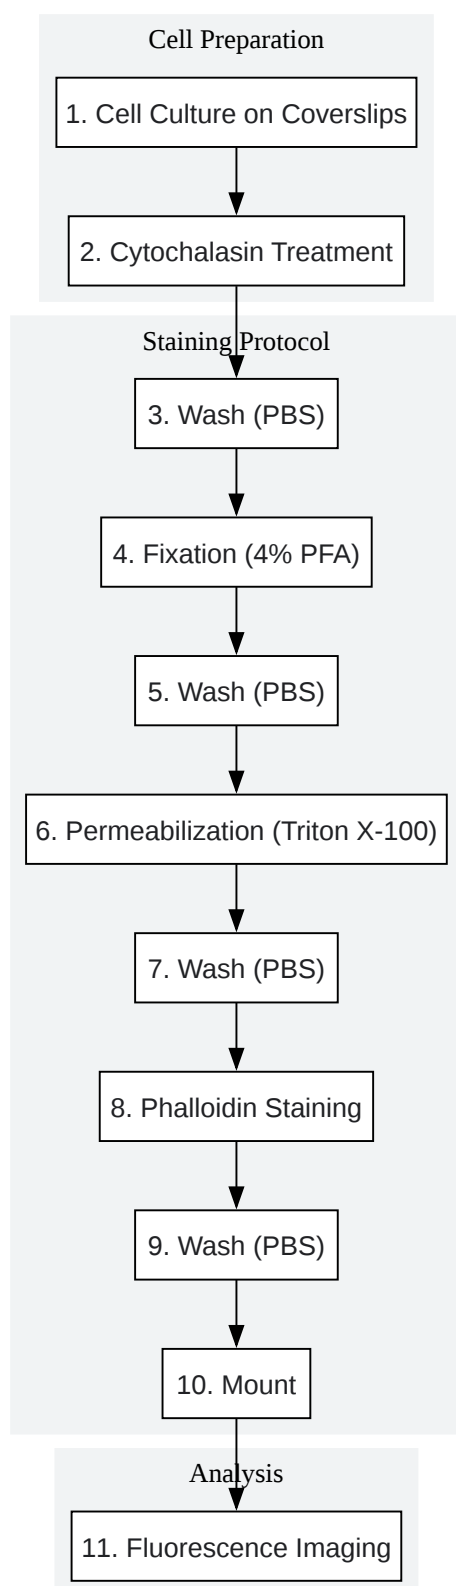 Cell Preparation
1. Cell Culture on Coverslips
2. Cytochalasin Treatment
Staining Protocol
3. Wash (PBS)
4. Fixation (4% PFA)
5. Wash (PBS)
6. Permeabilization (Triton X-100)
7. Wash (PBS)
8. Phalloidin Staining
9. Wash (PBS)
10. Mount
Analysis
11. Fluorescence Imaging